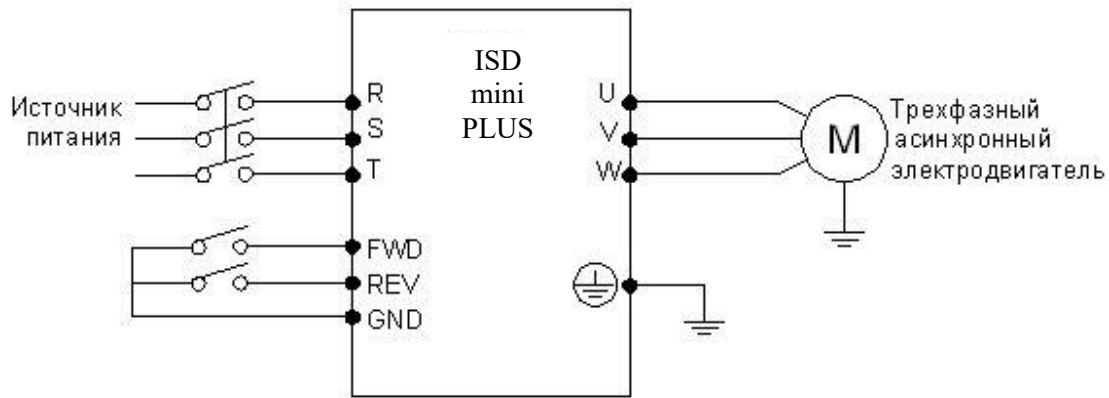 ISD
mini
PLUS
Источник
питания
R
S
T
FWD
REV
GND
U
V
W
M
Трехфазный
асинхронный
электродвигатель